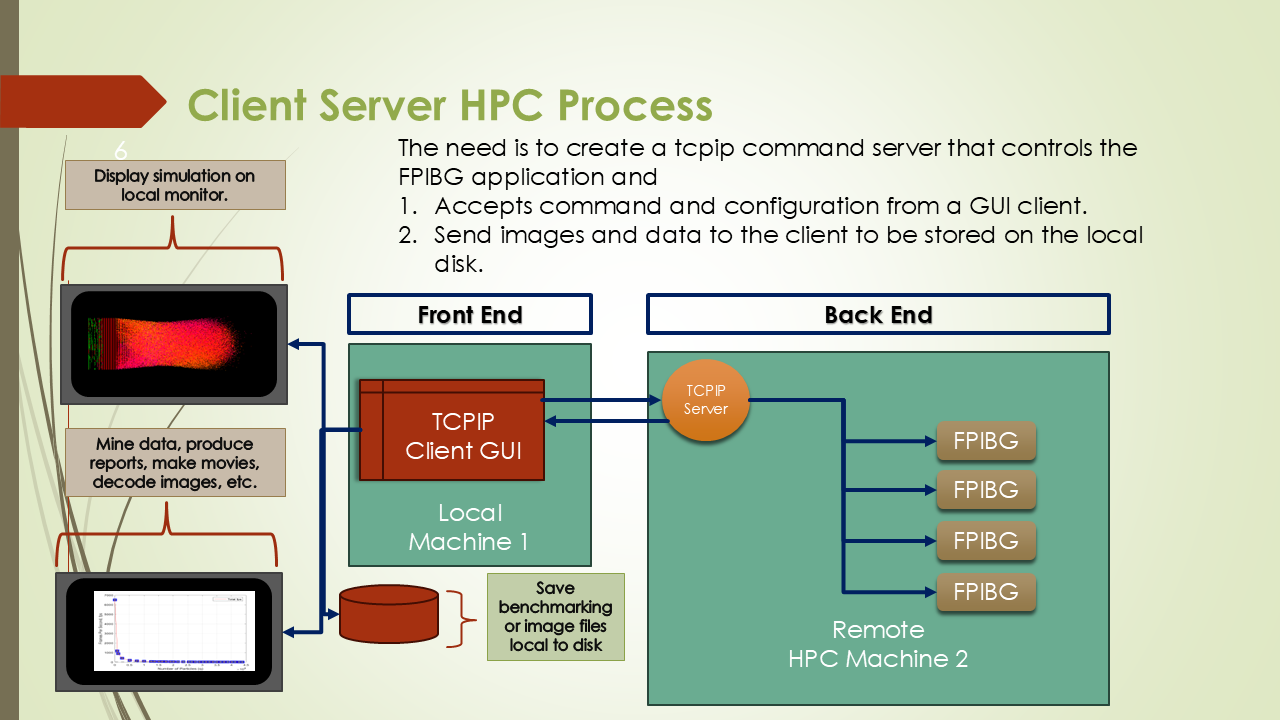 Client Server HPC Process
6
The need is to create a tcpip command server that controls the
FPIBG application and
1. Accepts command and configuration from a GUI client.
2. Send images and data to the client to be stored on the local
disk.
Display simulation on
local monitor.
Front End
Back End
TCPIP
Client GUI
Local
Machine 1
TCPIP
Server
FPIBG
FPIBG
FPIBG
FPIBG
Remote
HPC Machine 2
Mine data, produce
reports, make movies,
decode images, etc.
Save
benchmarking
or image files
local to disk